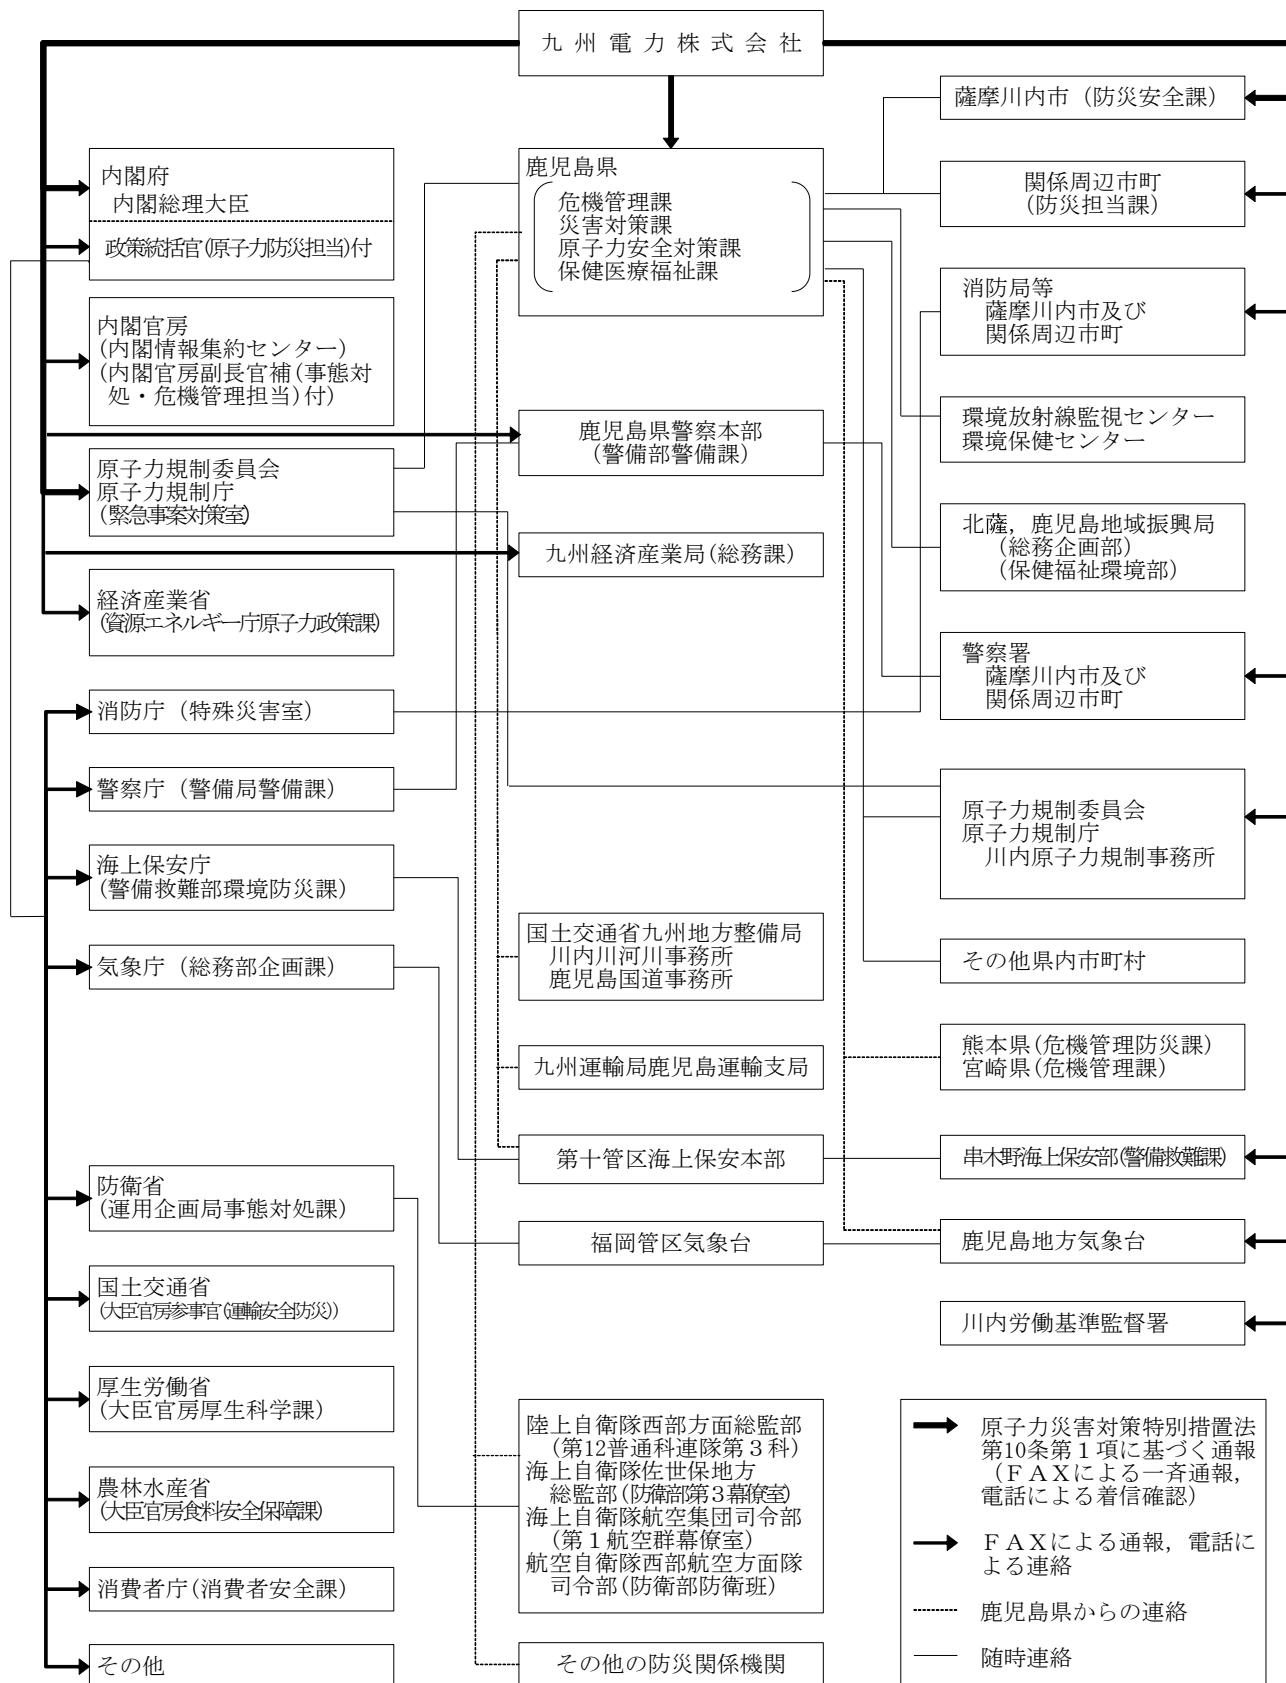 九州電力株式会社
内閣府
内閣総理大臣
政策統括官(原子力防災担当)付
内閣官房
(内閣情報集約センター)
(内閣官房副長官補(事態対
処・危機管理担当)付)
原子力規制委員会
原子力規制庁
(緊急事案対策室)
経済産業省
(資源エネルギー庁原子力政策課)
消防庁（特殊災害室）
警察庁（警備局警備課）
海上保安庁
(警備救難部環境防災課)
気象庁（総務部企画課）
防衛省
(運用企画局事態対処課)
国土交通省
(大臣官房参事官(運輸安全防災))
厚生労働省
(大臣官房厚生科学課)
農林水産省
(大臣官房食料安全保障課)
消費者庁(消費者安全課)
その他
鹿児島県
危機管理課
災害対策課
原子力安全対策課
保健医療福祉課
鹿児島県警察本部
(警備部警備課)
九州経済産業局(総務課)
国土交通省九州地方整備局
川内川河川事務所
鹿児島国道事務所
九州運輸局鹿児島運輸支局
第十管区海上保安本部
福岡管区気象台
陸上自衛隊西部方面総監部
(第12普通科連隊第３科)
海上自衛隊佐世保地方
総監部(防衛部第３幕僚室)
海上自衛隊航空集団司令部
(第１航空群幕僚室)
航空自衛隊西部航空方面隊
司令部(防衛部防衛班)
その他の防災関係機関
薩摩川内市（防災安全課）
関係周辺市町
(防災担当課)
消防局等
薩摩川内市及び
関係周辺市町
環境放射線監視センター
環境保健センター
北薩，鹿児島地域振興局
(総務企画部)
(保健福祉環境部)
警察署
薩摩川内市及び
関係周辺市町
原子力規制委員会
原子力規制庁
川内原子力規制事務所
その他県内市町村
熊本県(危機管理防災課)
宮崎県(危機管理課)
串木野海上保安部(警備救難課)
鹿児島地方気象台
川内労働基準監督署
原子力災害対策特別措置法
第10条第１項に基づく通報
（ＦＡＸによる一斉通報，
電話による着信確認）
ＦＡＸによる通報，電話に
よる連絡
鹿児島県からの連絡
随時連絡